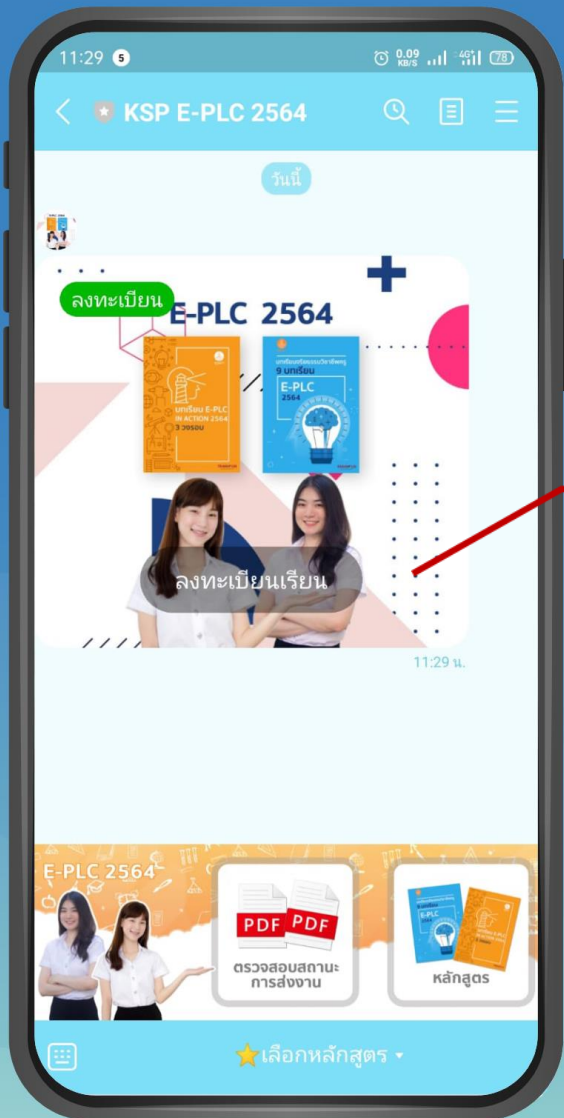 11:29 5
0.09 KB/S 4G+ 78
KSP E-PLC 2564
วันนี้
ลงทะเบียน
E-PLC 2564
บทเรียน E-PLC
IN ACTION 2564
3 วงรอบ
9 บทเรียน
E-PLC
2564
ลงทะเบียนเรียน
11:29 น.
E-PLC 2564
PDF PDF
ตรวจสอบสถานะ
การส่งงาน
E-PLC
2564
หลักสูตร
⭐เลือกหลักสูตร